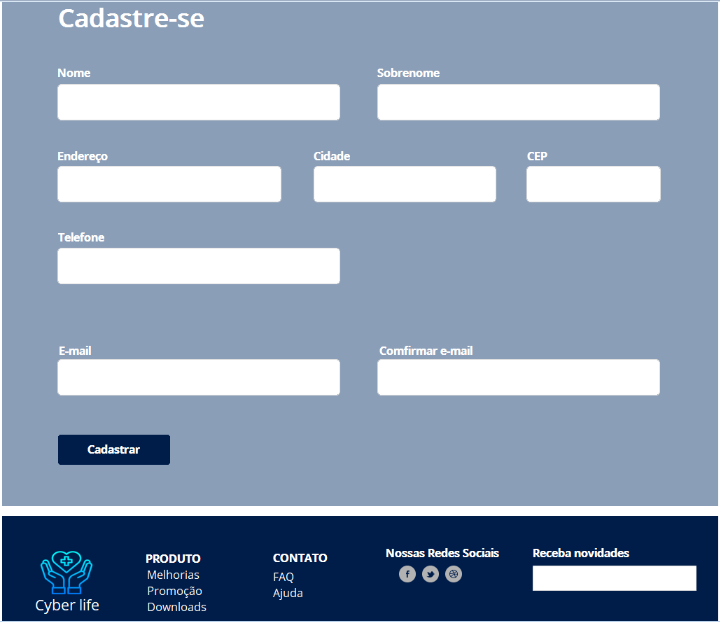 Cadastre-se
Nome
Sobrenome
Endereço
Cidade
CEP
Telefone
E-mail
Comfirmar e-mail
Cadastrar
Cyber life
PRODUTO
Melhorias
Promoção
Downloads
CONTATO
FAQ
Ajuda
Nossas Redes Sociais
f
Receba novidades